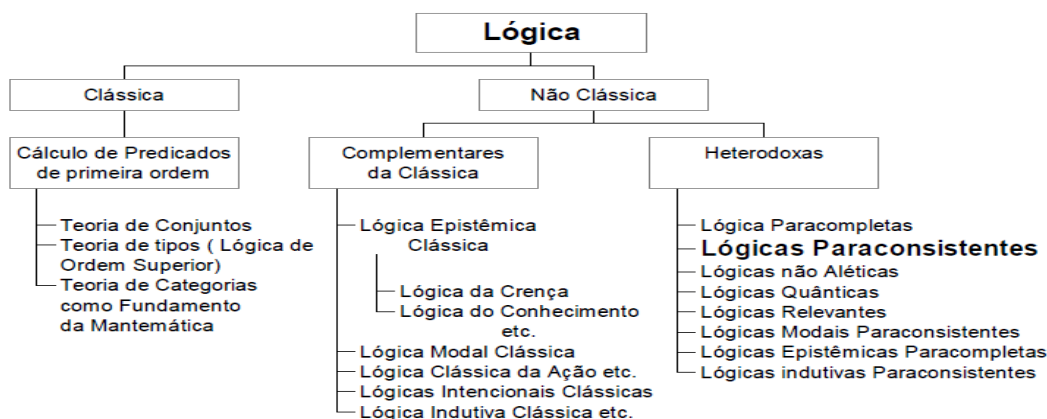 Lógica
Clássica
Não Clássica
Cálculo de Predicados
de primeira ordem
Complementares
da Clássica
Heterodoxas
Teoria de Conjuntos
Teoria de tipos ( Lógica de
Ordem Superior)
Teoria de Categorias
como Fundamento
da Mantemática
Lógica Epistêmica
Clássica
Lógica da Crença
Lógica do Conhecimento
etc.
Lógica Modal Clássica
Lógica Clássica da Ação etc.
Lógicas Intencionais Clássicas
Lógica Indutiva Clássica etc.
Lógica Paracompletas
Lógicas Paraconsistentes
Lógicas não Aléticas
Lógicas Quânticas
Lógicas Relevantes
Lógicas Modais Paraconsistentes
Lógicas Epistêmicas Paracompletas
Lógicas indutivas Paraconsistentes